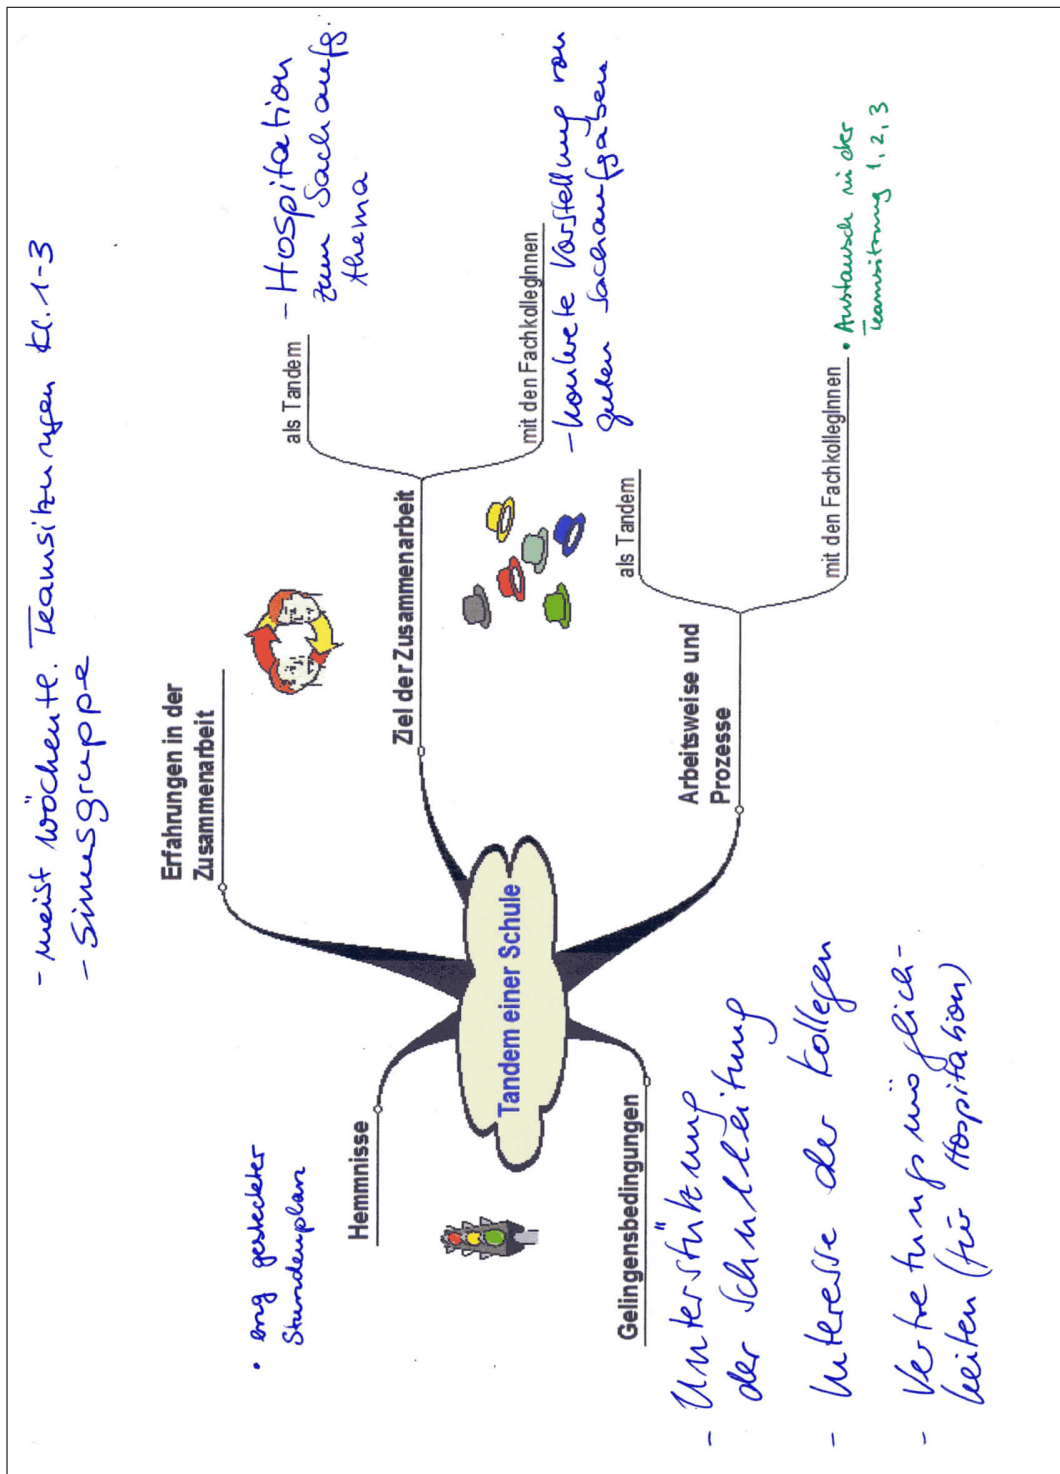 - meist wöchentl. Teamsitzungen Kl. 1-3
- Sinusgruppe
Erfahrungen in der
Zusammenarbeit
als Tandem
- Hospitation
zum Sachaufg.
thema
Ziel der Zusammenarbeit
mit den FachkollegInnen
- konkrete Vorstellung von
guten Sachaufgaben
als Tandem
Arbeitsweise und
Prozesse
mit den FachkollegInnen
• Austausch in der
Teamsitzung 1, 2, 3
Tandem einer Schule
• eng gesteckter
Stundenplan
Hemmnisse
Gelingensbedingungen
- Unterstützung
der Schulleitung
- Interesse der Kollegen
- Vertretungsmöglich-
keiten (für Hospitation)